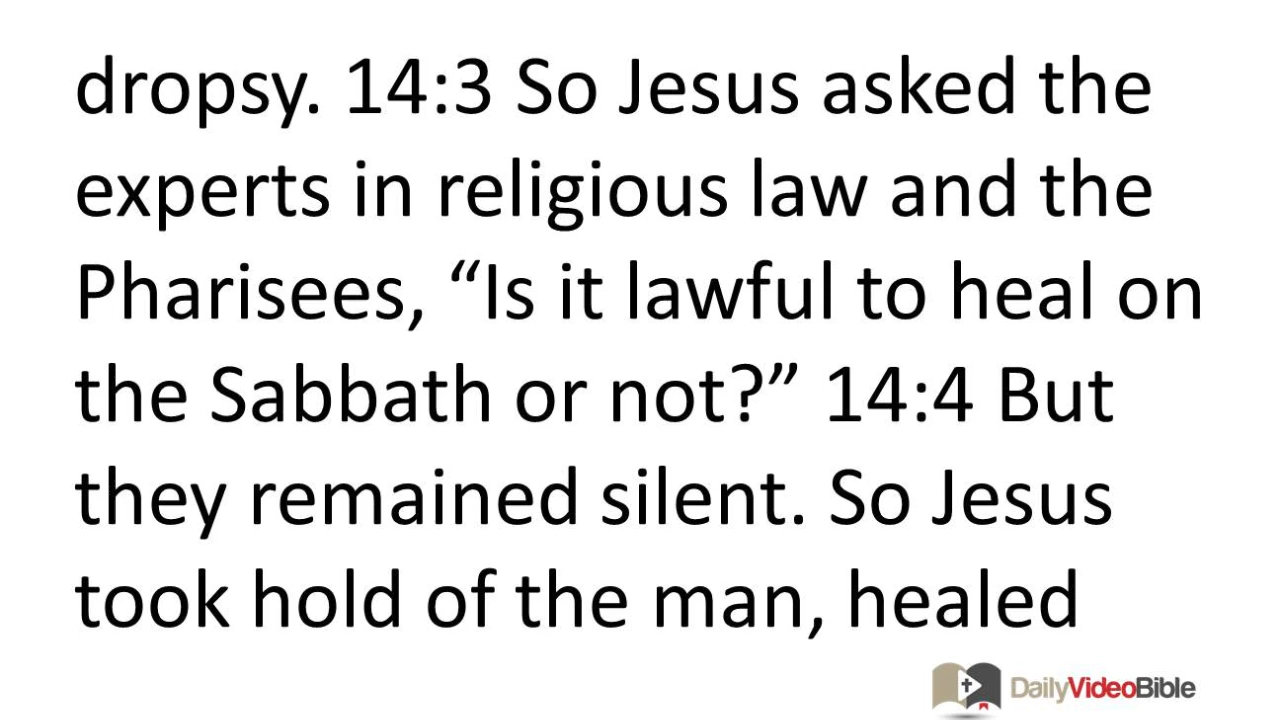 dropsy. 14:3 So Jesus asked the
experts in religious law and the
Pharisees, “Is it lawful to heal on
the Sabbath or not?” 14:4 But
they remained silent. So Jesus
took hold of the man, healed
DailyVideoBible